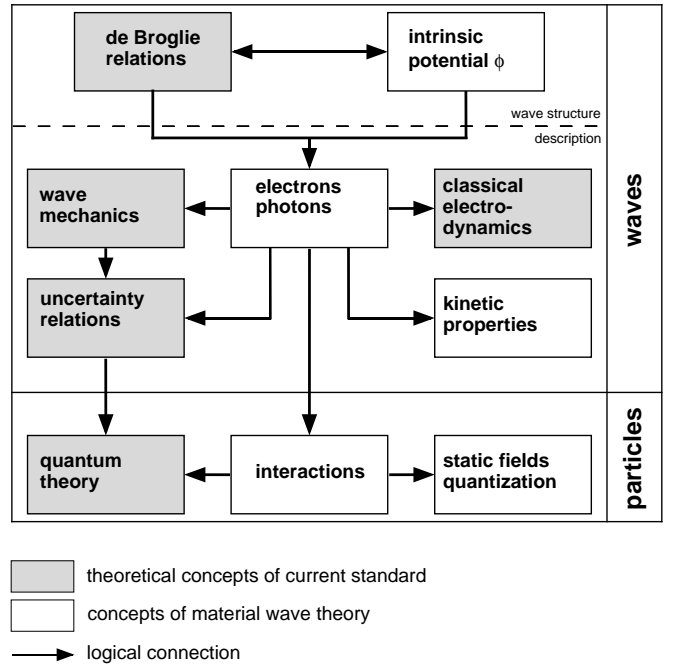 de Broglie
relations
intrinsic
potential ϕ
wave structure
description
wave
mechanics
electrons
photons
classical
electro-
dynamics
uncertainty
relations
kinetic
properties
waves
quantum
theory
interactions
static fields
quantization
particles
theoretical concepts of current standard
concepts of material wave theory
logical connection